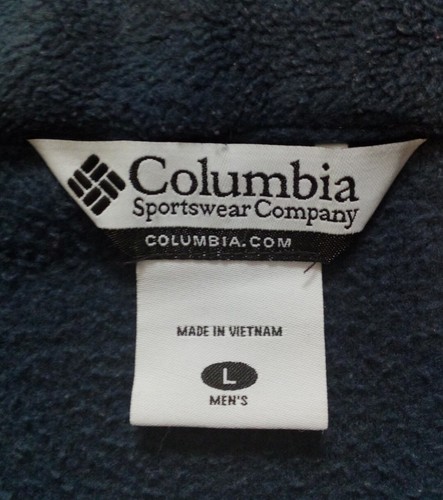 Columbia
Sportswear Company
COLUMBIA.COM
MADE IN VIETNAM
L
MEN'S